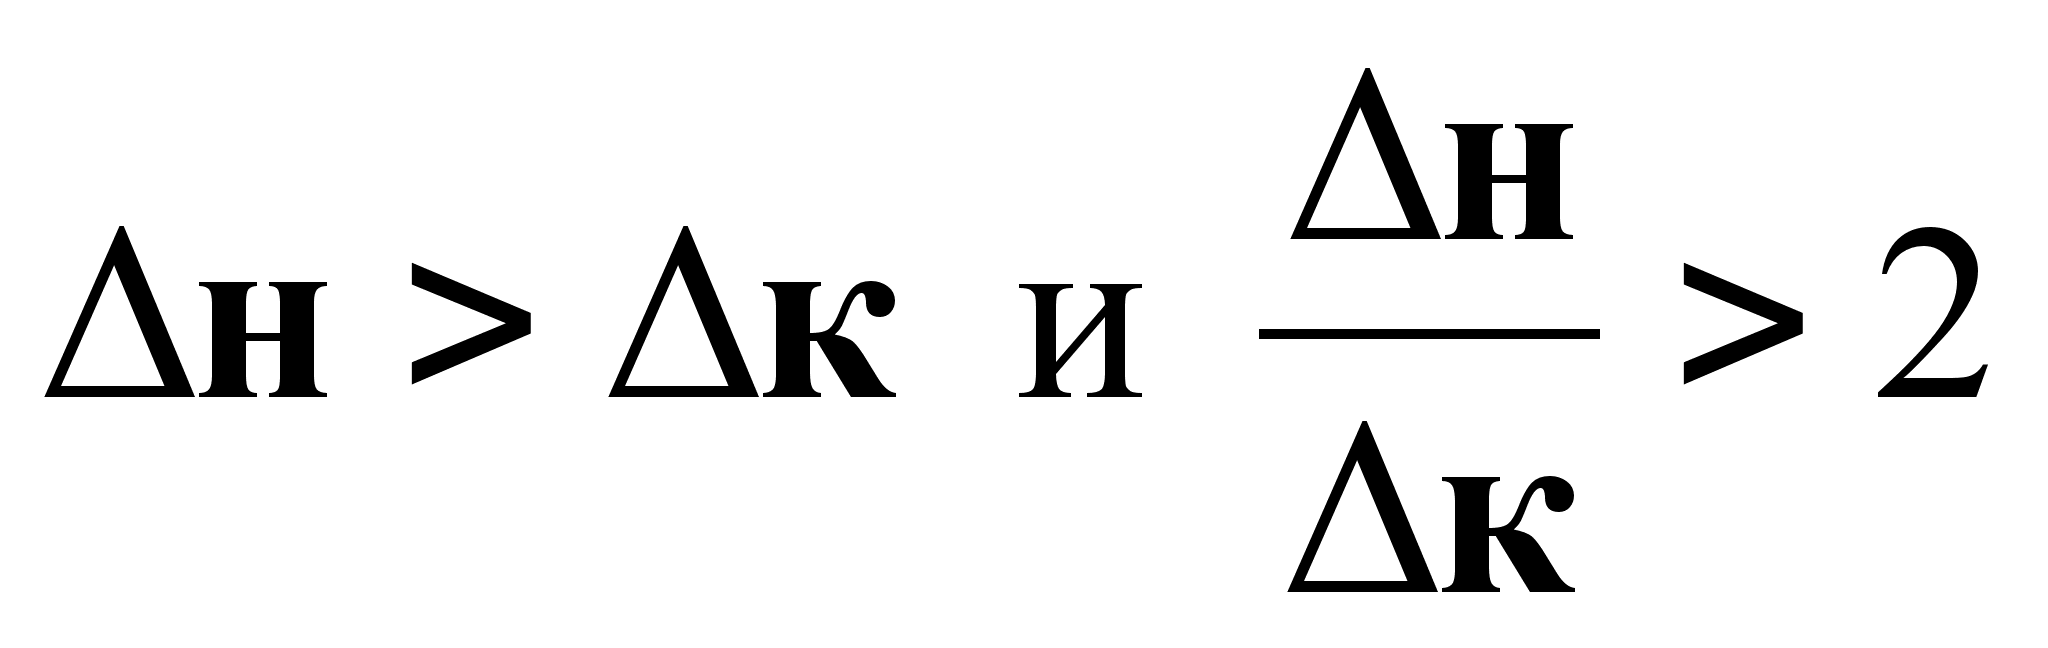 Δн > Δк и Δн/Δк > 2